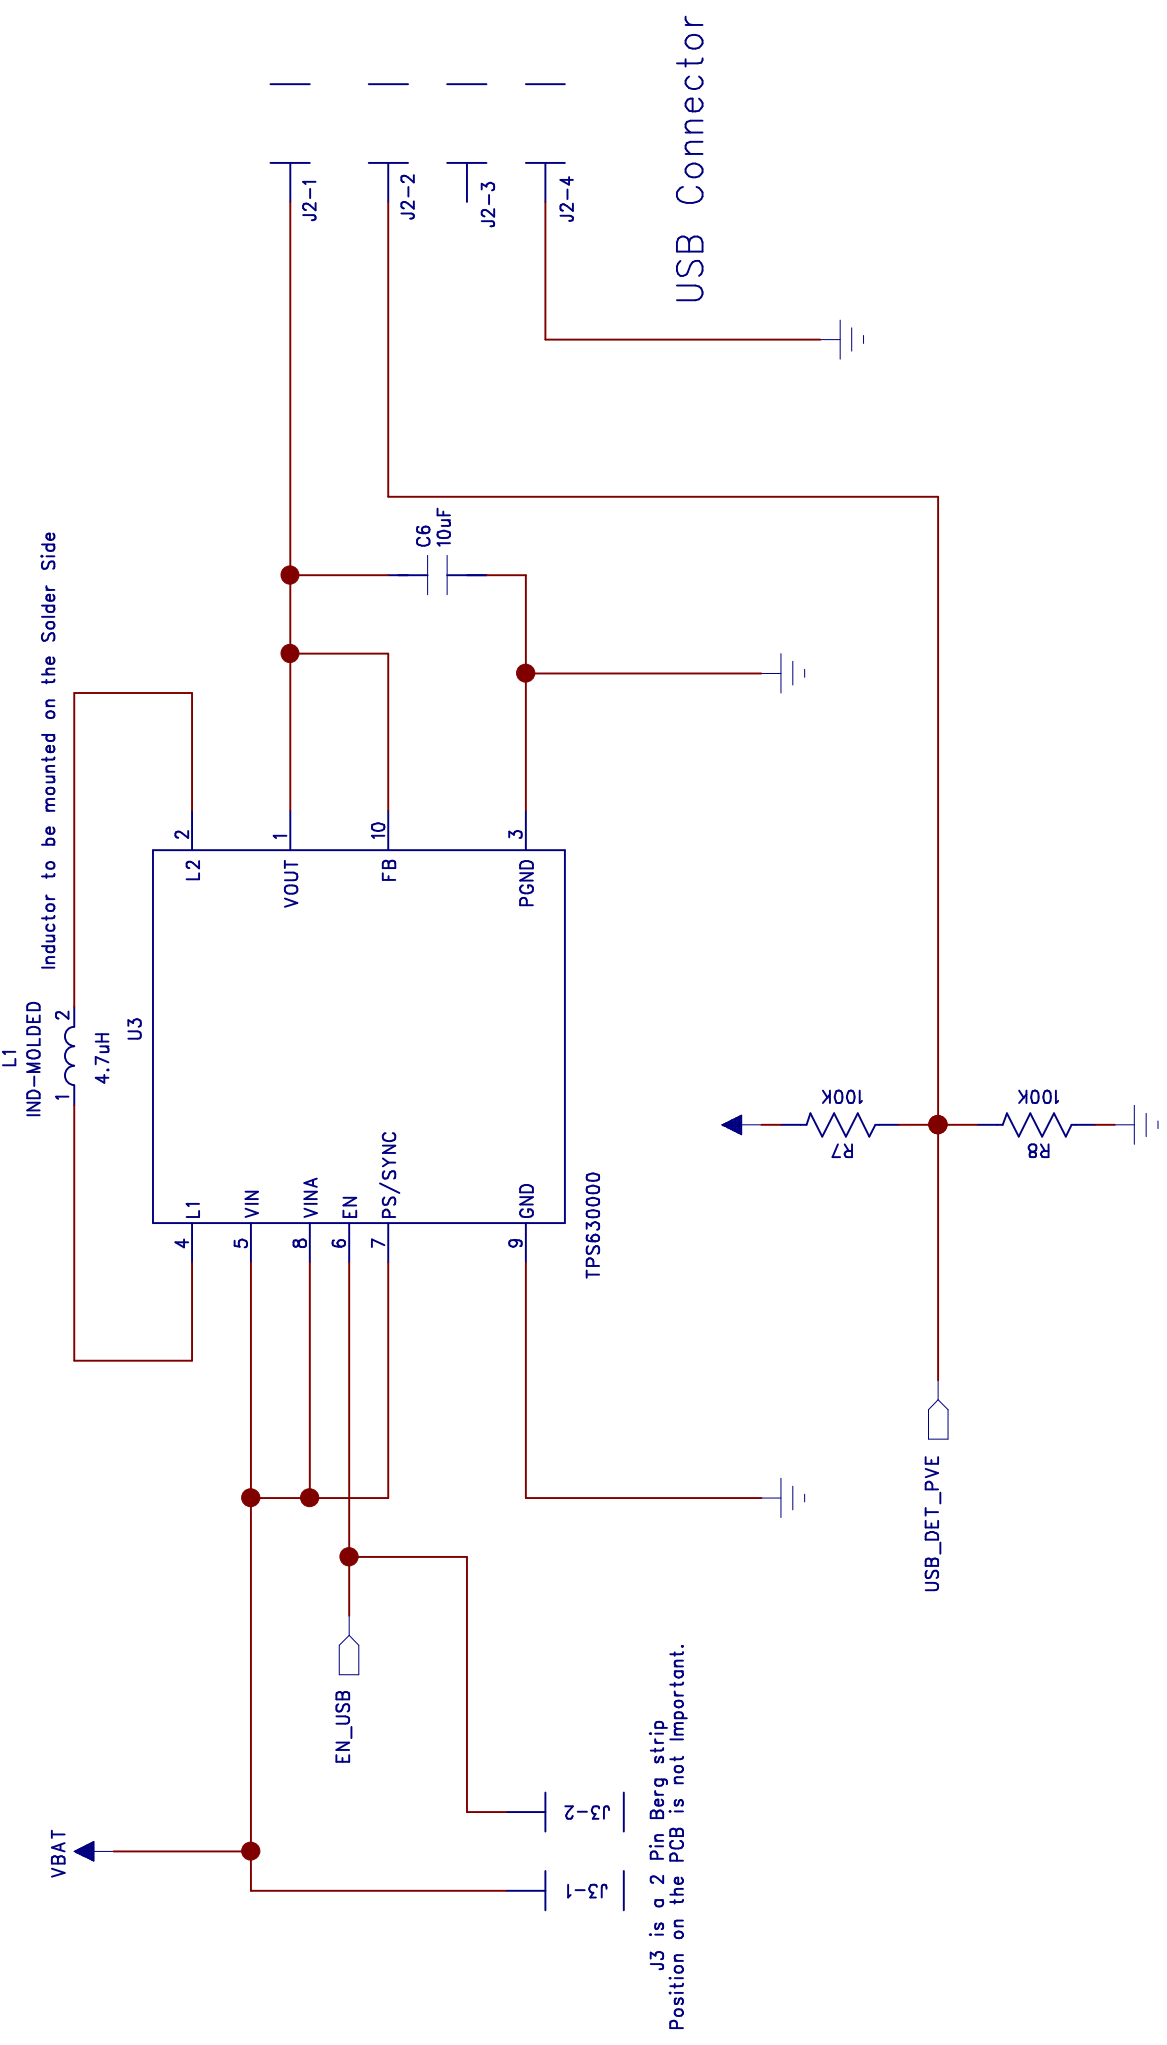 L1
IND-MOLDED
1
2
4.7uH
Inductor to be mounted on the Solder Side
VBAT
U3
4
L1
L2
2
5
VIN
VOUT
1
8
VINA
6
EN
7
PS/SYNC
FB
10
9
GND
PGND
3
TPS630000
EN_USB
C6
10uF
J2-1
J2-2
J2-3
J2-4
USB Connector
J3-1
J3-2
J3 is a 2 Pin Berg strip
Position on the PCB is not Important.
R7
100K
R8
100K
USB_DET_PVE